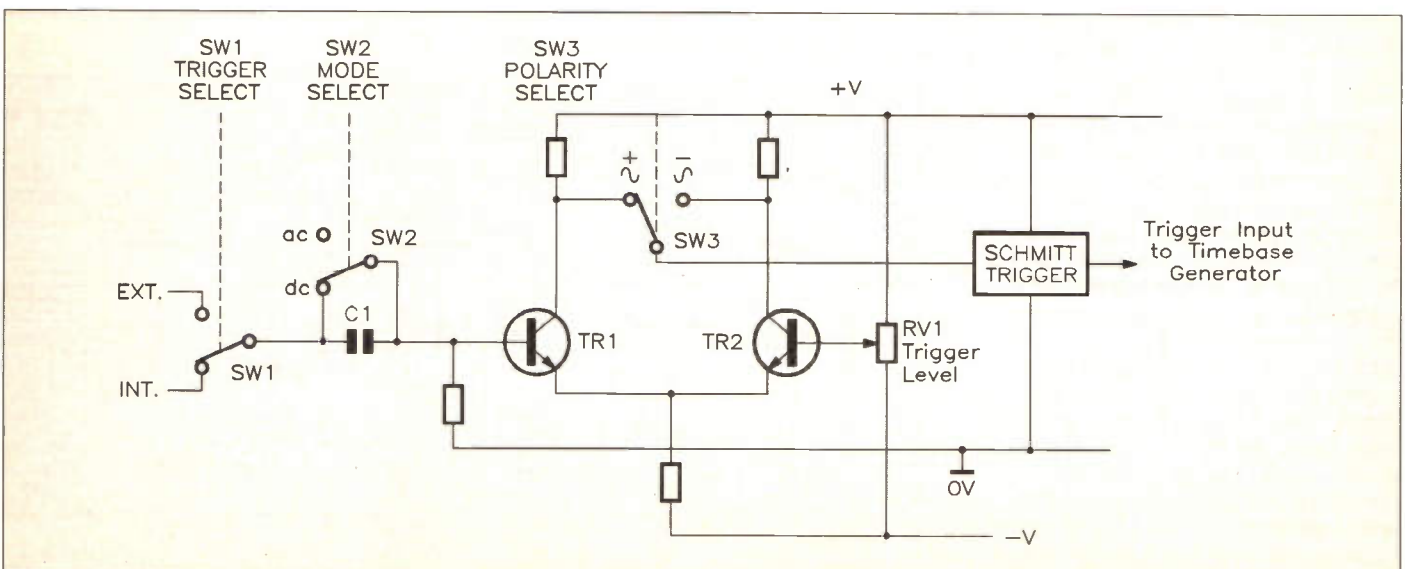 SW1
TRIGGER
SELECT
SW2
MODE
SELECT
SW3
POLARITY
SELECT
+V
ac
SW2
dc
EXT.
C1
SW1
INT.
+
−
SW3
TR1
TR2
RV1
Trigger
Level
SCHMITT
TRIGGER
Trigger Input
to Timebase
Generator
0V
−V